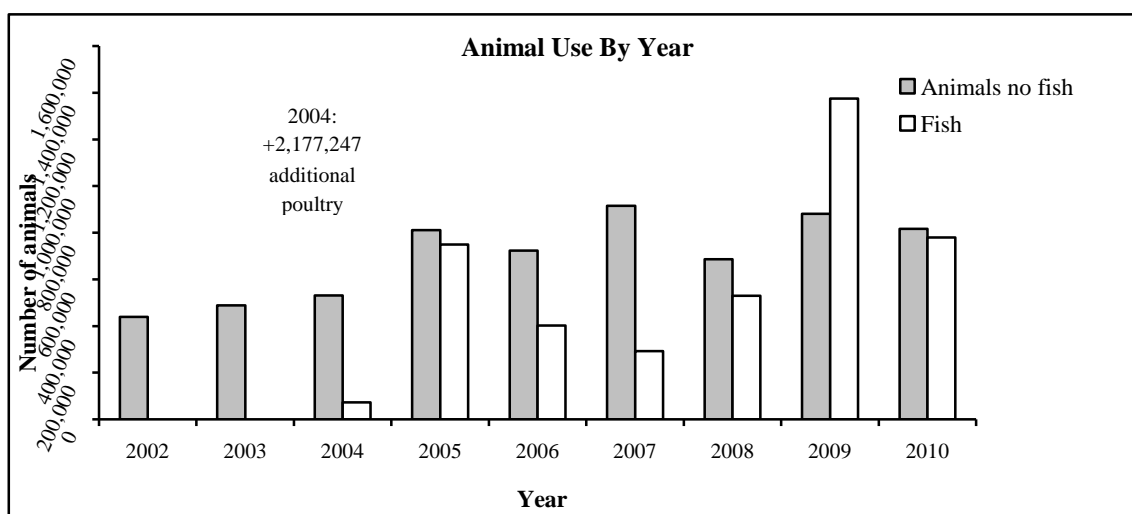 Animal Use By Year
Animals no fish
Fish
2004:
+2,177,247
additional
poultry
Number of animals
1,600,000
1,400,000
1,200,000
1,000,000
800,000
600,000
400,000
200,000
0
2002 2003 2004 2005 2006 2007 2008 2009 2010
Year